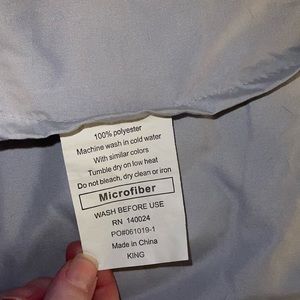 100% polyester
Machine wash in cold water
With similar colors
Tumble dry on low heat
Do not bleach, dry clean or iron
Microfiber
WASH BEFORE USE
RN 140024
PO#061019-1
Made in China
KING